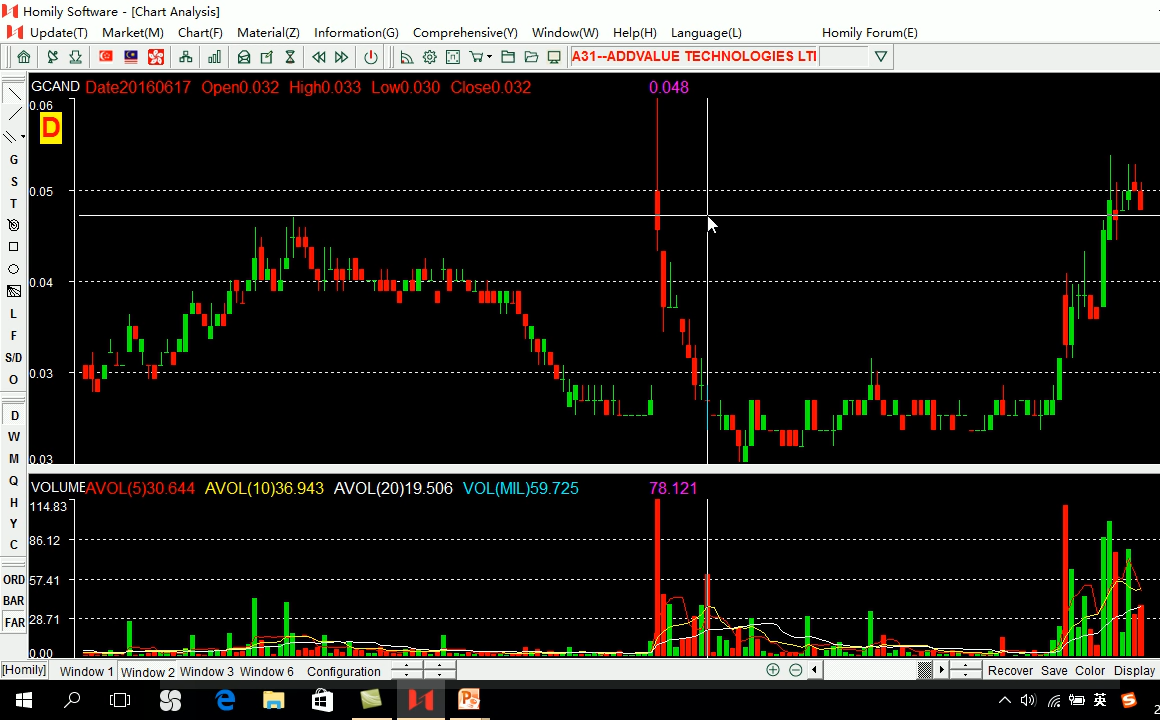 Homily Software - [Chart Analysis]
Update(T) Market(M) Chart(F) Material(Z) Information(G) Comprehensive(Y) Window(W) Help(H) Language(L) Homily Forum(E)
A31--ADDVALUE TECHNOLOGIES LTI
GCAND Date20160617 Open0.032 High0.033 Low0.030 Close0.032 0.048
0.06
D
0.05
0.04
0.03
0.03
G
S
T
L
F
S/D
O
D
W
M
Q
H
Y
C
ORD
BAR
FAR
VOLUME AVOL(5)30.644 AVOL(10)36.943 AVOL(20)19.506 VOL(MIL)59.725 78.121
114.83
86.12
57.41
28.71
0.00
[Homily] Window 1 Window 2 Window 3 Window 6 Configuration Recover Save Color Display
英
2